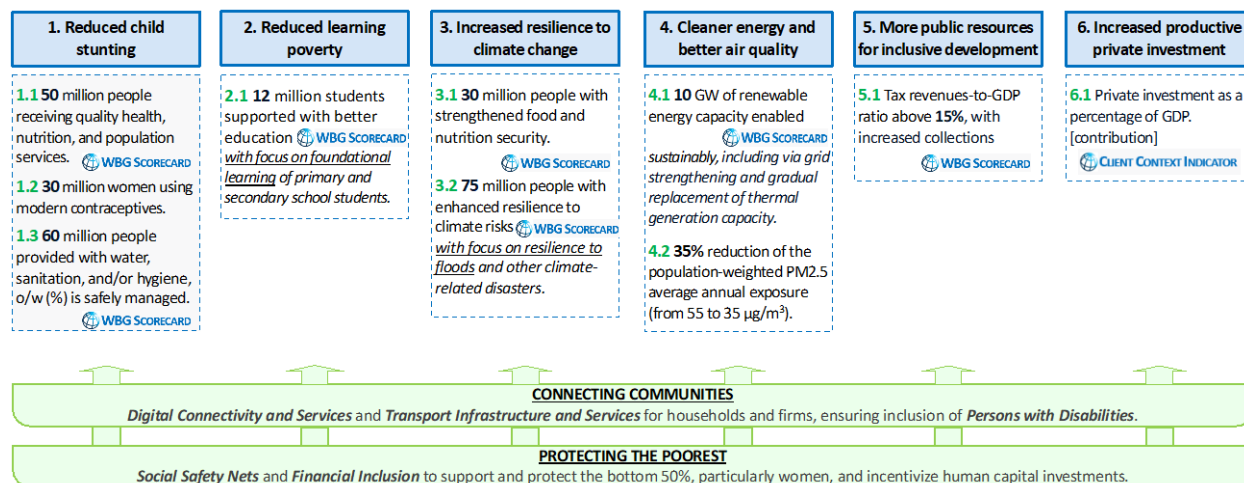 1. Reduced child
stunting
1.1 50 million people
receiving quality health,
nutrition, and population
services.
WBG SCORECARD
1.2 30 million women using
modern contraceptives.
1.3 60 million people
provided with water,
sanitation, and/or hygiene,
o/w (%) is safely managed.
WBG SCORECARD
2. Reduced learning
poverty
2.1 12 million students
supported with better
education WBG SCORECARD
with focus on foundational
learning of primary and
secondary school students.
3. Increased resilience to
climate change
3.1 30 million people with
strengthened food and
nutrition security.
WBG SCORECARD
3.2 75 million people with
enhanced resilience to
climate risks WBG SCORECARD
with focus on resilience to
floods and other climate-
related disasters.
4. Cleaner energy and
better air quality
4.1 10 GW of renewable
energy capacity enabled
WBG SCORECARD
sustainably, including via grid
strengthening and gradual
replacement of thermal
generation capacity.
4.2 35% reduction of the
population-weighted PM2.5
average annual exposure
(from 55 to 35 µg/m³).
5. More public resources
for inclusive development
5.1 Tax revenues-to-GDP
ratio above 15%, with
increased collections
WBG SCORECARD
6. Increased productive
private investment
6.1 Private investment as a
percentage of GDP.
[contribution]
CLIENT CONTEXT INDICATOR
CONNECTING COMMUNITIES
Digital Connectivity and Services and Transport Infrastructure and Services for households and firms, ensuring inclusion of Persons with Disabilities.
PROTECTING THE POOREST
Social Safety Nets and Financial Inclusion to support and protect the bottom 50%, particularly women, and incentivize human capital investments.